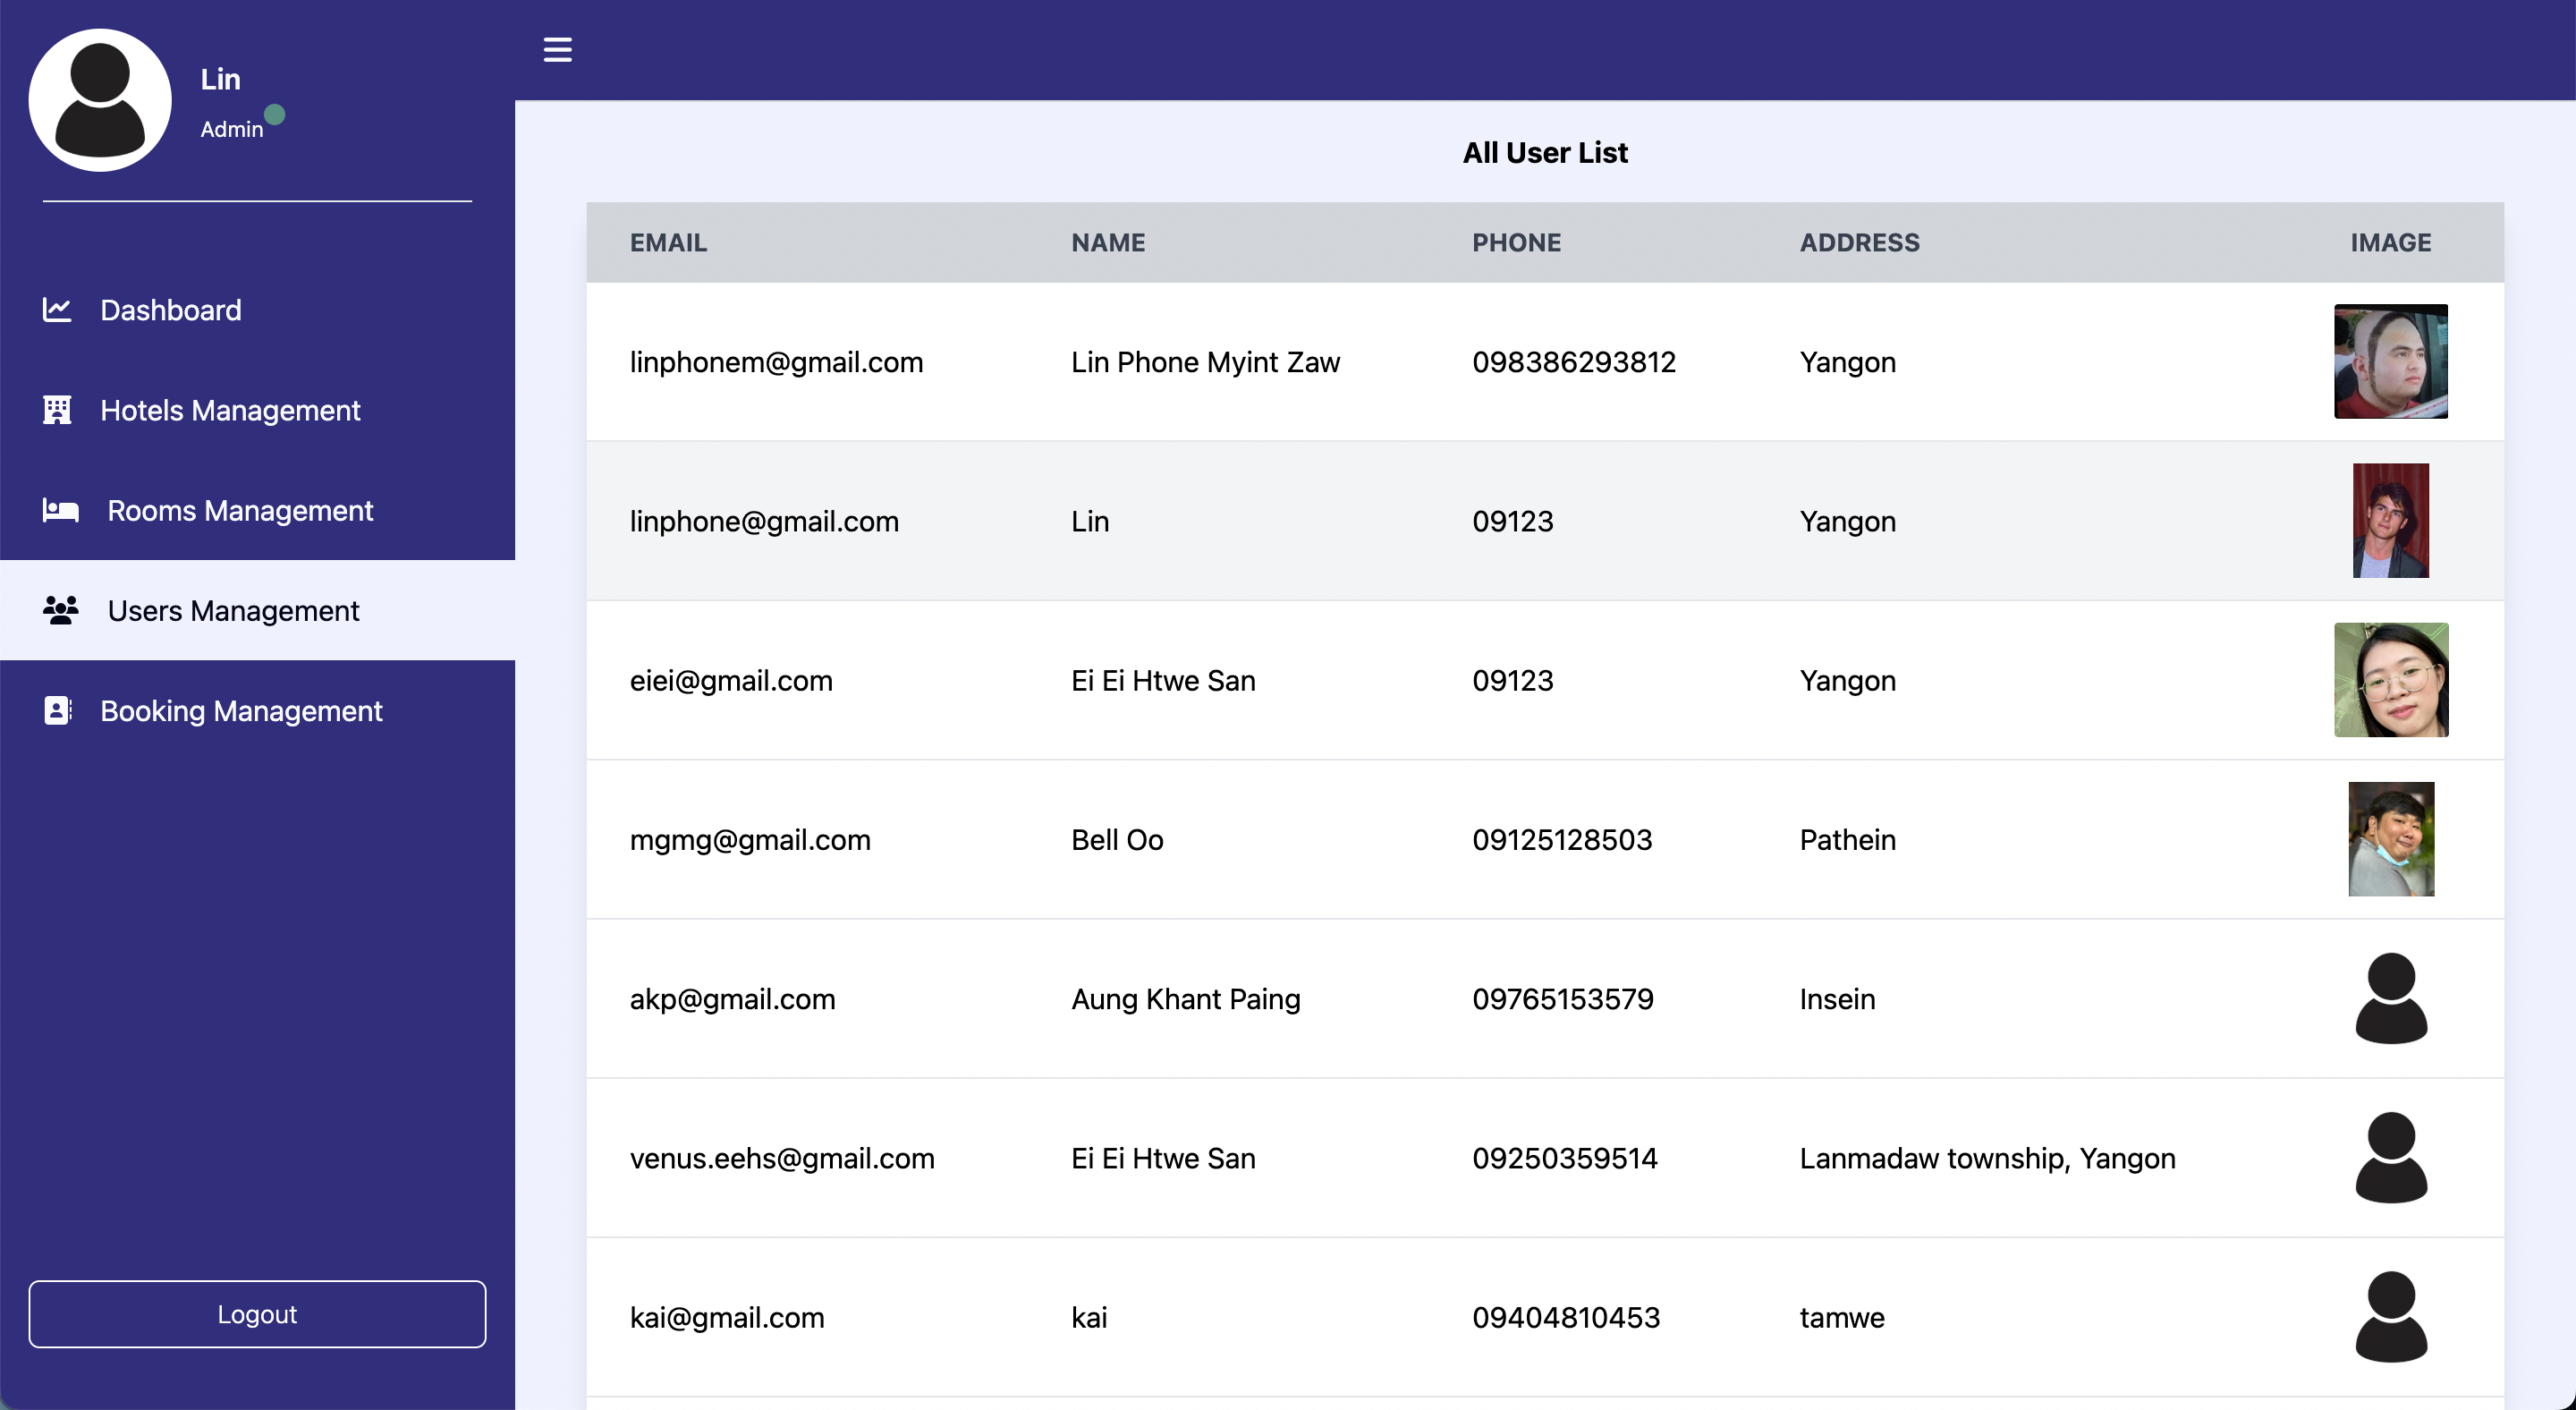 Lin
Admin
Dashboard
Hotels Management
Rooms Management
Users Management
Booking Management
Logout
All User List
EMAIL NAME PHONE ADDRESS IMAGE
linphonem@gmail.com Lin Phone Myint Zaw 098386293812 Yangon
linphone@gmail.com Lin 09123 Yangon
eiei@gmail.com Ei Ei Htwe San 09123 Yangon
mgmg@gmail.com Bell Oo 09125128503 Pathein
akp@gmail.com Aung Khant Paing 09765153579 Insein
venus.eehs@gmail.com Ei Ei Htwe San 09250359514 Lanmadaw township, Yangon
kai@gmail.com kai 09404810453 tamwe